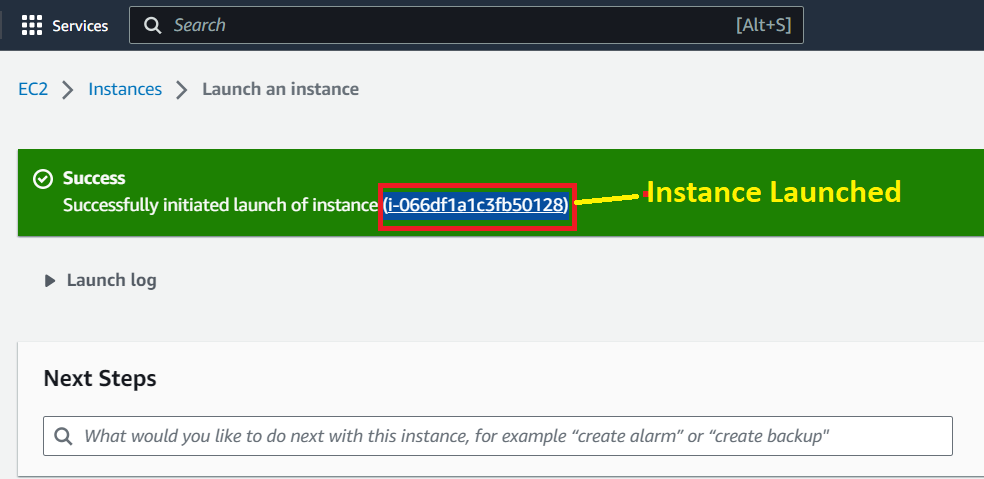 Services Search [Alt+S]
EC2 > Instances > Launch an instance
Success
Successfully initiated launch of instance (i-066df1a1c3fb50128)
Instance Launched
Launch log
Next Steps
What would you like to do next with this instance, for example “create alarm” or “create backup"